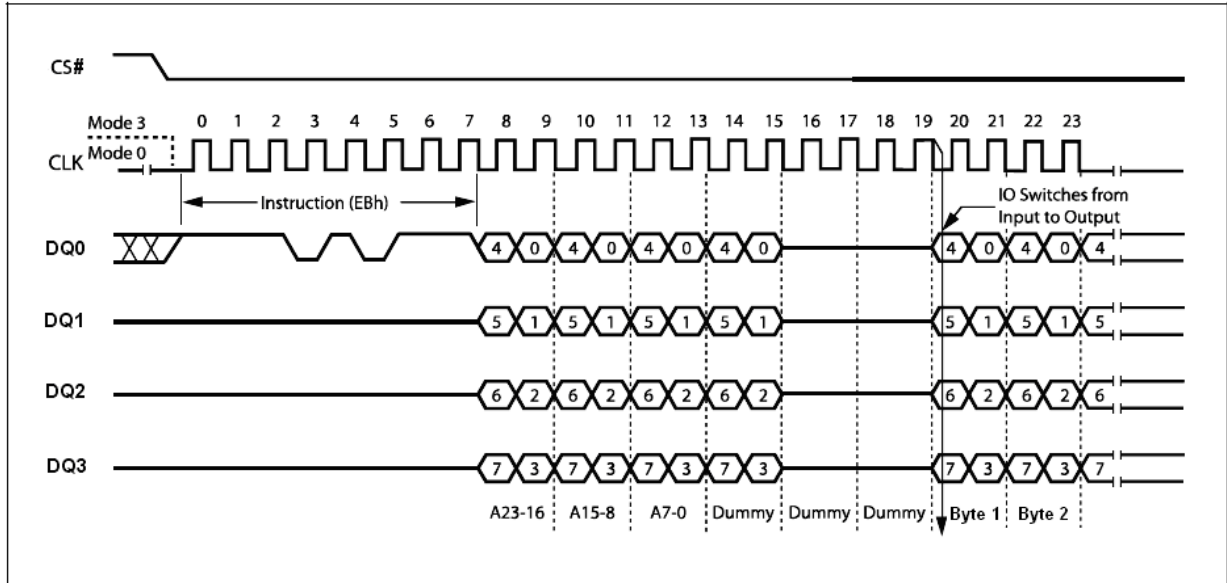 CS#
Mode 3 0 1 2 3 4 5 6 7 8 9 10 11 12 13 14 15 16 17 18 19 20 21 22 23
Mode 0
CLK
Instruction (EBh)
IO Switches from
Input to Output
DQ0 4 0 4 0 4 0 4 0 4 0 4 0 4
DQ1 5 1 5 1 5 1 5 1 5 1 5 1 5
DQ2 6 2 6 2 6 2 6 2 6 2 6 2 6
DQ3 7 3 7 3 7 3 7 3 7 3 7 3 7
A23-16 A15-8 A7-0 Dummy Dummy Dummy Byte 1 Byte 2